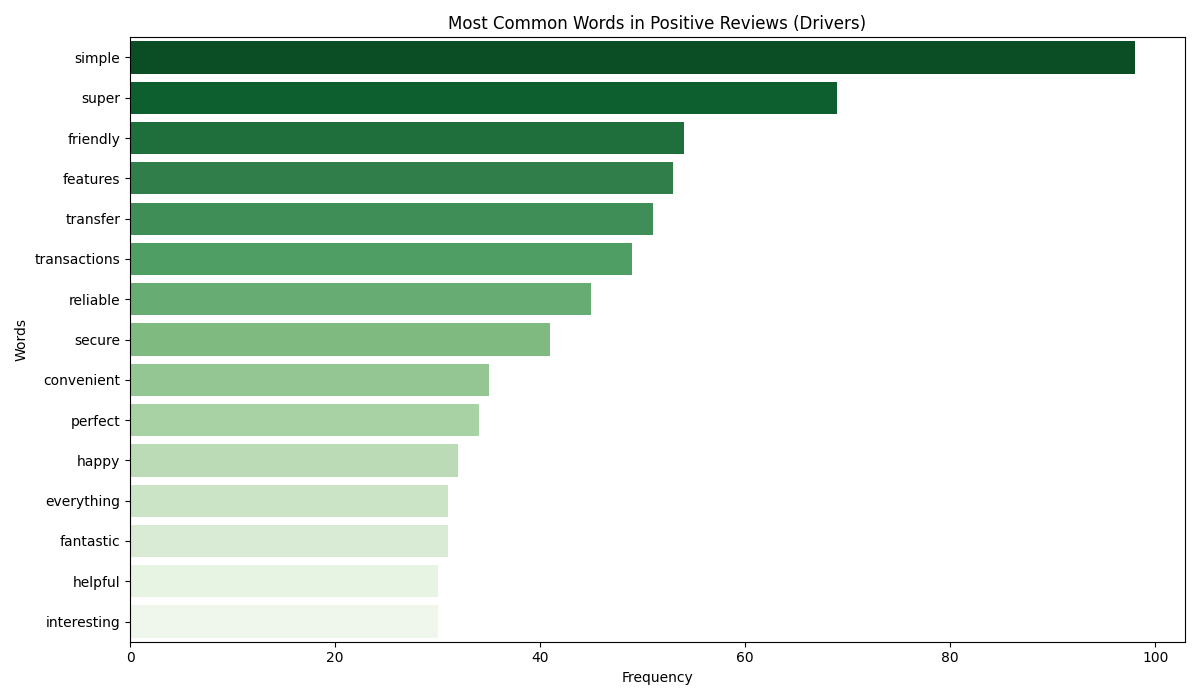 Most Common Words in Positive Reviews (Drivers)
simple
super
friendly
features
transfer
transactions
reliable
secure
convenient
perfect
happy
everything
fantastic
helpful
interesting
Words
0 20 40 60 80 100
Frequency